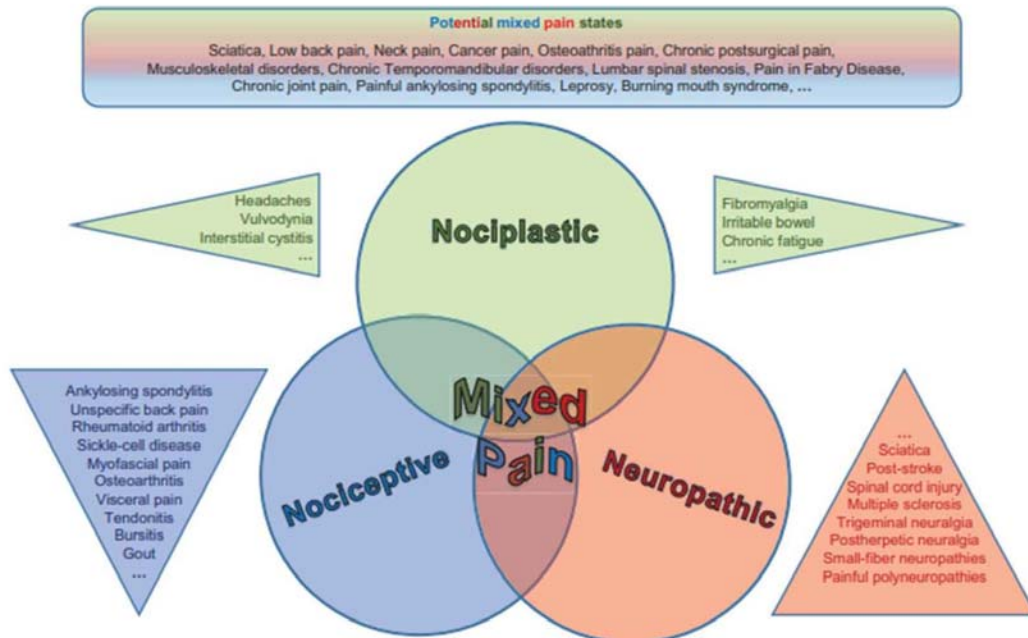 Potential mixed pain states
Sciatica, Low back pain, Neck pain, Cancer pain, Osteoathritis pain, Chronic postsurgical pain,
Musculoskeletal disorders, Chronic Temporomandibular disorders, Lumbar spinal stenosis, Pain in Fabry Disease,
Chronic joint pain, Painful ankylosing spondylitis, Leprosy, Burning mouth syndrome, ...
Headaches
Vulvodynia
Interstitial cystitis
...
Nociplastic
Fibromyalgia
Irritable bowel
Chronic fatigue
...
Ankylosing spondylitis
Unspecific back pain
Rheumatoid arthritis
Sickle-cell disease
Myofascial pain
Osteoarthritis
Visceral pain
Tendonitis
Bursitis
Gout
...
Nociceptive
Mixed
Pain
Neuropathic
...
Sciatica
Post-stroke
Spinal cord injury
Multiple sclerosis
Trigeminal neuralgia
Postherpetic neuralgia
Small-fiber neuropathies
Painful polyneuropathies